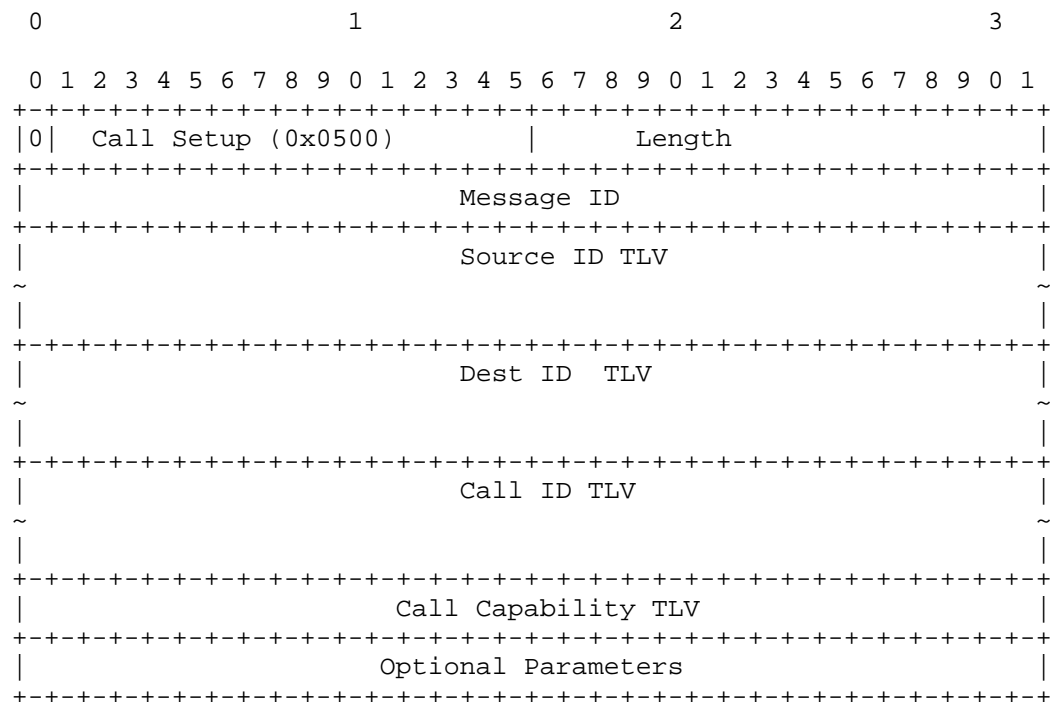 0                   1                   2                   3
0 1 2 3 4 5 6 7 8 9 0 1 2 3 4 5 6 7 8 9 0 1 2 3 4 5 6 7 8 9 0 1
+-+-+-+-+-+-+-+-+-+-+-+-+-+-+-+-+-+-+-+-+-+-+-+-+-+-+-+-+-+-+-+-+
|0|  Call Setup (0x0500)        |      Length                   |
+-+-+-+-+-+-+-+-+-+-+-+-+-+-+-+-+-+-+-+-+-+-+-+-+-+-+-+-+-+-+-+-+
|                           Message ID                          |
+-+-+-+-+-+-+-+-+-+-+-+-+-+-+-+-+-+-+-+-+-+-+-+-+-+-+-+-+-+-+-+-+
|                           Source ID TLV                       |
~                                                               ~
|                                                               |
+-+-+-+-+-+-+-+-+-+-+-+-+-+-+-+-+-+-+-+-+-+-+-+-+-+-+-+-+-+-+-+-+
|                           Dest ID  TLV                        |
~                                                               ~
|                                                               |
+-+-+-+-+-+-+-+-+-+-+-+-+-+-+-+-+-+-+-+-+-+-+-+-+-+-+-+-+-+-+-+-+
|                           Call ID TLV                         |
~                                                               ~
|                                                               |
+-+-+-+-+-+-+-+-+-+-+-+-+-+-+-+-+-+-+-+-+-+-+-+-+-+-+-+-+-+-+-+-+
|                       Call Capability TLV                     |
+-+-+-+-+-+-+-+-+-+-+-+-+-+-+-+-+-+-+-+-+-+-+-+-+-+-+-+-+-+-+-+-+
|                      Optional Parameters                      |
+-+-+-+-+-+-+-+-+-+-+-+-+-+-+-+-+-+-+-+-+-+-+-+-+-+-+-+-+-+-+-+-+